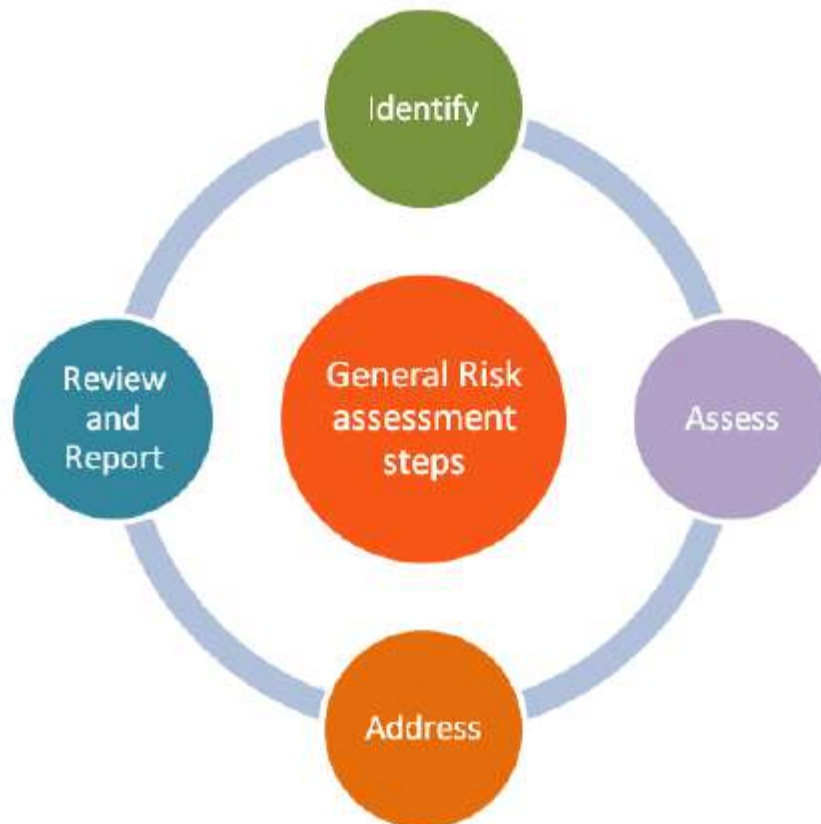 Identify
Review
and
Report
General Risk
assessment
steps
Assess
Address